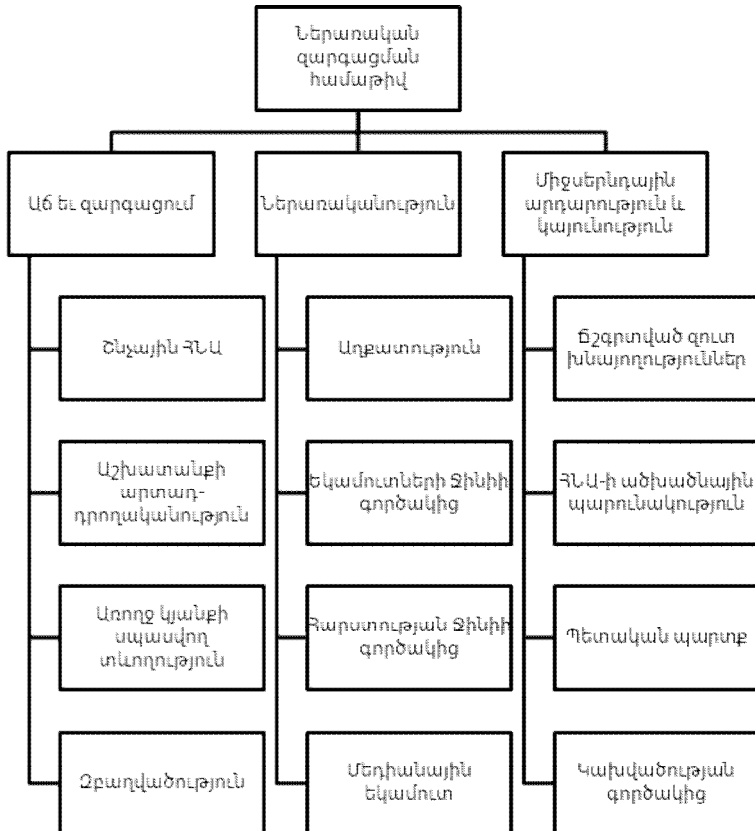 Ներառական
զարգացման
համաթիվ
Աճ եւ զարգացում
Ներառականություն
Միջսերնդային
արդարություն և
կայունություն
Շնչային ՀՆԱ
Աշխատանքի
արտադ-
դրողականություն
Առողջ կյանքի
սպասվող
տևողություն
Զբաղվածություն
Աղքատություն
Եկամուտների Ջինիի
գործակից
Հարստության Ջինիի
գործակից
Մեդիանային
եկամուտ
Ճշգրտված զուտ
խնայողություններ
ՀՆԱ-ի ածխածնային
պարունակություն
Պետական պարտք
Կախվածության
գործակից